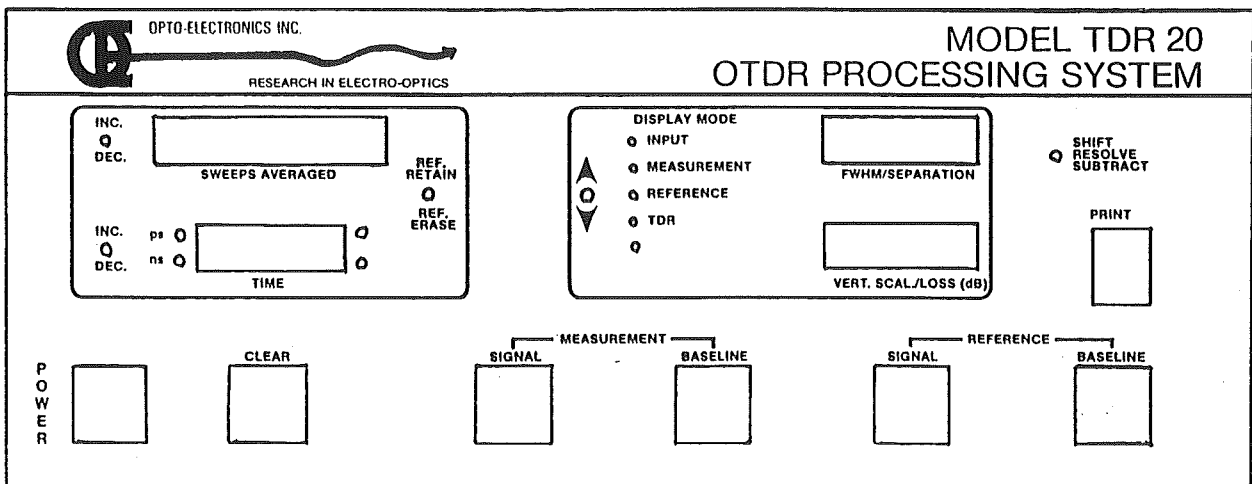 OPTO-ELECTRONICS INC.
RESEARCH IN ELECTRO-OPTICS
MODEL TDR 20
OTDR PROCESSING SYSTEM
INC.
DEC.
SWEEPS AVERAGED
REF.
RETAIN
REF.
ERASE
INC.
DEC.
ps
ns
TIME
DISPLAY MODE
INPUT
MEASUREMENT
REFERENCE
TDR
FWHM/SEPARATION
VERT. SCAL./LOSS (dB)
SHIFT
RESOLVE
SUBTRACT
PRINT
POWER
CLEAR
MEASUREMENT
SIGNAL
BASELINE
REFERENCE
SIGNAL
BASELINE